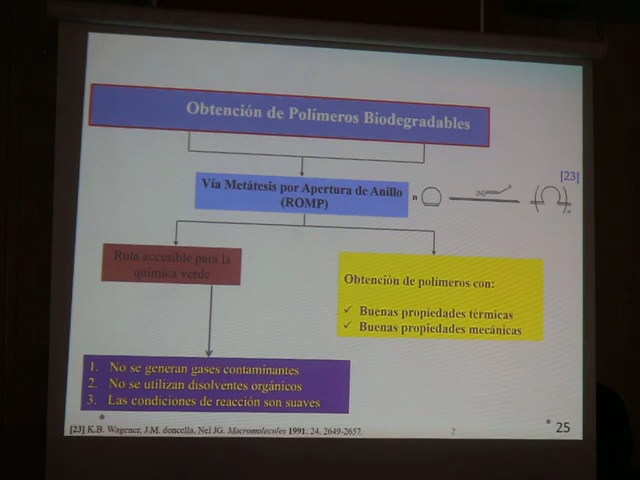 Obtención de Polímeros Biodegradables
[23]
Vía Metátesis por Apertura de Anillo
(ROMP)
n
Ruta accesible para la
química verde
Obtención de polímeros con:
✓ Buenas propiedades térmicas
✓ Buenas propiedades mecánicas
1. No se generan gases contaminantes
2. No se utilizan disolventes orgánicos
3. Las condiciones de reacción son suaves
[23] K.B. Wagener, J.M. doncella, Nel JG. Macromolecules 1991; 24, 2649-2657.
2
* 25